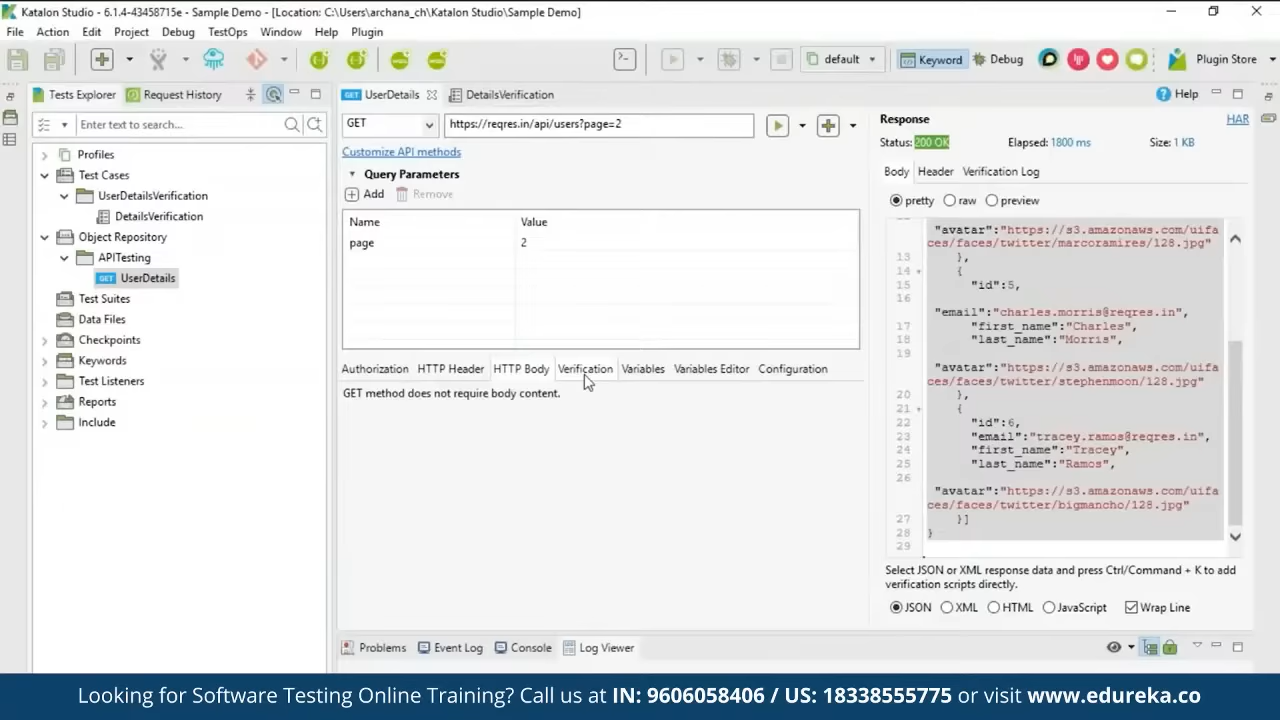 Katalon Studio - 6.1.4-43458715e - Sample Demo - [Location: C:\Users\archana_ch\Katalon Studio\Sample Demo]
File Action Edit Project Debug TestOps Window Help Plugin
default Keyword Debug Plugin Store
Tests Explorer Request History
Enter text to search...
Profiles
Test Cases
UserDetailsVerification
DetailsVerification
Object Repository
APITesting
GET UserDetails
Test Suites
Data Files
Checkpoints
Keywords
Test Listeners
Reports
Include
GET UserDetails DetailsVerification
Help
GET https://reqres.in/api/users?page=2
Customize API methods
Query Parameters
Add Remove
Name Value
page 2
Authorization HTTP Header HTTP Body Verification Variables Variables Editor Configuration
GET method does not require body content.
Response HAR
Status: 200 OK Elapsed: 1800 ms Size: 1 KB
Body Header Verification Log
pretty raw preview
"avatar":"https://s3.amazonaws.com/uifa
ces/faces/twitter/marcoramires/128.jpg"
13 },
14 {
15 "id":5,
16
"email":"charles.morris@reqres.in",
17 "first_name":"Charles",
18 "last_name":"Morris",
19
"avatar":"https://s3.amazonaws.com/uifa
ces/faces/twitter/stephenmoon/128.jpg"
20 },
21 {
22 "id":6,
23 "email":"tracey.ramos@reqres.in",
24 "first_name":"Tracey",
25 "last_name":"Ramos",
26
"avatar":"https://s3.amazonaws.com/uifa
ces/faces/twitter/bigmancho/128.jpg"
27 }]
28 }
29
Select JSON or XML response data and press Ctrl/Command + K to add
verification scripts directly.
JSON XML HTML JavaScript Wrap Line
Problems Event Log Console Log Viewer
Looking for Software Testing Online Training? Call us at IN: 9606058406 / US: 18338555775 or visit www.edureka.co